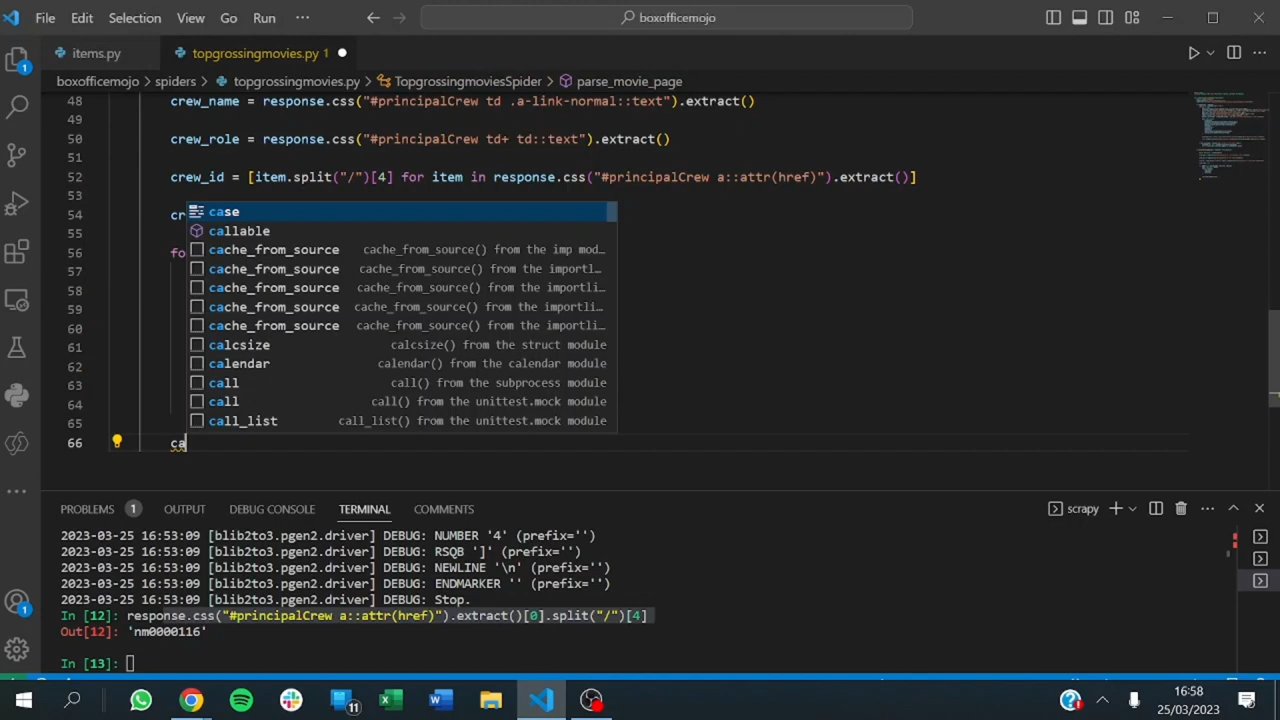 File Edit Selection View Go Run ··· boxofficemojo
items.py topgrossingmovies.py 1
boxofficemojo > spiders > topgrossingmovies.py > TopgrossingmoviesSpider > parse_movie_page
48 crew_name = response.css("#principalCrew td .a-link-normal::text").extract()
49
50 crew_role = response.css("#principalCrew td+ td::text").extract()
51
52 crew_id = [item.split("/")[4] for item in response.css("#principalCrew a::attr(href)").extract()]
53
54 cr
case
55
callable
56 fo
cache_from_source cache_from_source() from the imp mod…
57
cache_from_source cache_from_source() from the importl…
58
cache_from_source cache_from_source() from the importli…
59
cache_from_source cache_from_source() from the importli…
60
cache_from_source cache_from_source() from the importli…
61
calcsize calcsize() from the struct module
62
calendar calendar() from the calendar module
63
call call() from the subprocess module
64
call call() from the unittest.mock module
65
call_list call_list() from the unittest.mock module
66 ca
PROBLEMS 1 OUTPUT DEBUG CONSOLE TERMINAL COMMENTS scrapy
2023-03-25 16:53:09 [blib2to3.pgen2.driver] DEBUG: NUMBER '4' (prefix='')
2023-03-25 16:53:09 [blib2to3.pgen2.driver] DEBUG: RSQB ']' (prefix='')
2023-03-25 16:53:09 [blib2to3.pgen2.driver] DEBUG: NEWLINE '\n' (prefix='')
2023-03-25 16:53:09 [blib2to3.pgen2.driver] DEBUG: ENDMARKER '' (prefix='')
2023-03-25 16:53:09 [blib2to3.pgen2.driver] DEBUG: Stop.
In [12]: response.css("#principalCrew a::attr(href)").extract()[0].split("/")[4]
Out[12]: 'nm0000116'
In [13]:
16:58
25/03/2023